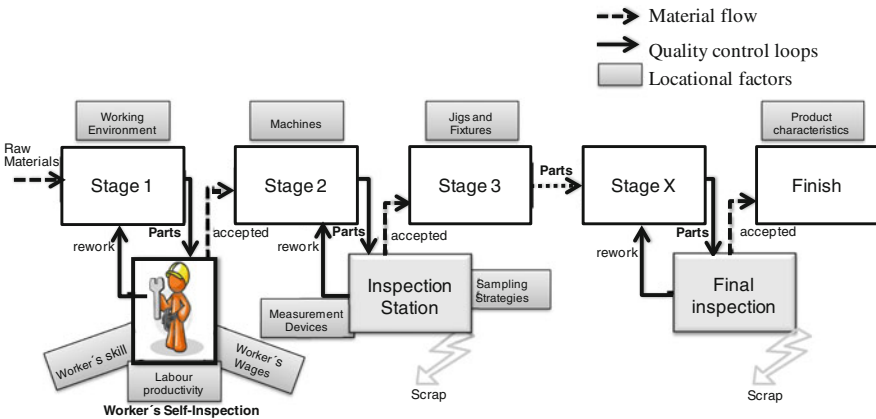 Material flow
Quality control loops
Locational factors
Working
Environment
Machines
Jigs and
Fixtures
Product
characteristics
Raw
Materials
Stage 1
Stage 2
Stage 3
Parts
Stage X
Finish
rework
Parts
accepted
rework
Parts
accepted
rework
Parts
accepted
Inspection
Station
Sampling
Strategies
Final
inspection
Measurement
Devices
Worker´s skill
Labour
productivity
Worker´s
Wages
Worker´s Self-Inspection
Scrap
Scrap